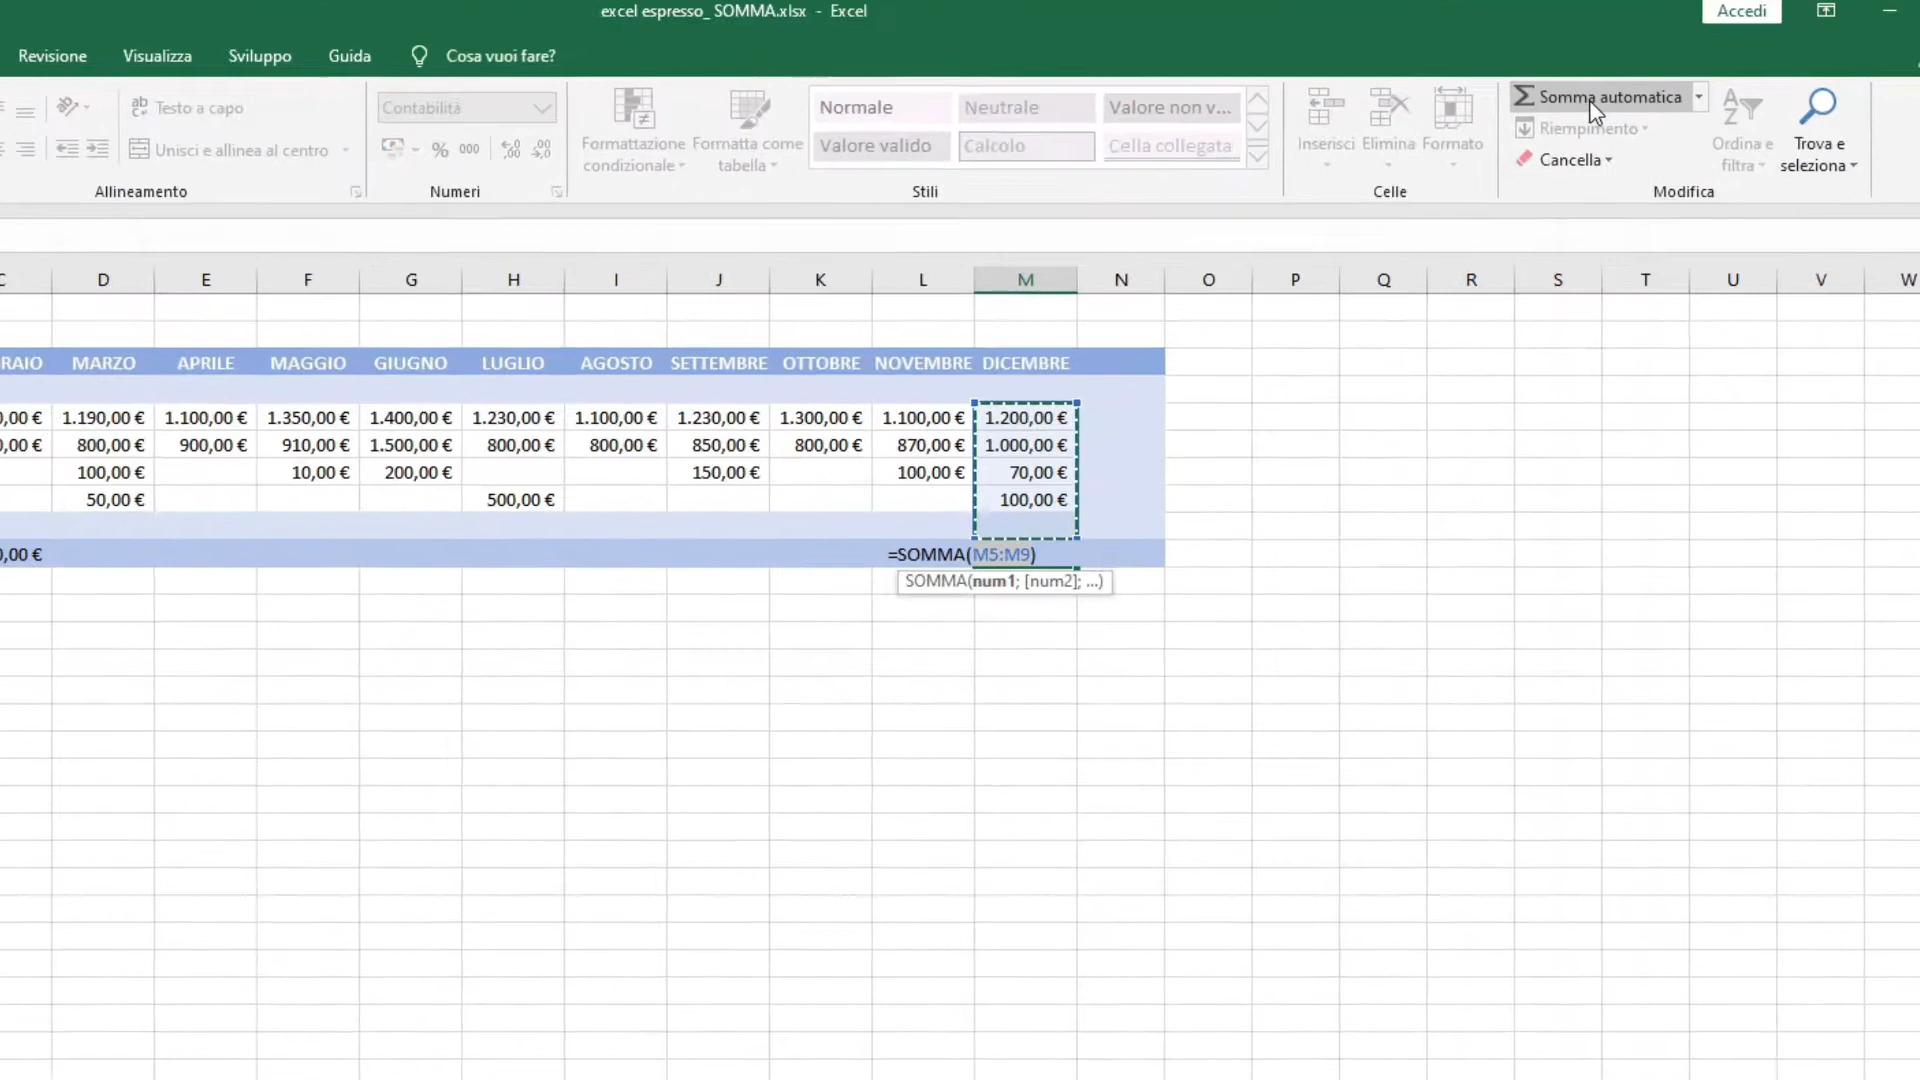 excel espresso_ SOMMA.xlsx - Excel
Accedi
Revisione Visualizza Sviluppo Guida Cosa vuoi fare?
Testo a capo
Unisci e allinea al centro
Allineamento
Contabilità
% 000
Numeri
Formattazione condizionale
Formatta come tabella
Normale Neutrale Valore non v...
Valore valido Calcolo Cella collegata
Stili
Inserisci Elimina Formato
Celle
Somma automatica
Riempimento
Cancella
Ordina e filtra
Trova e seleziona
Modifica
C D E F G H I J K L M N O P Q R S T U V W
RAIO MARZO APRILE MAGGIO GIUGNO LUGLIO AGOSTO SETTEMBRE OTTOBRE NOVEMBRE DICEMBRE
0,00 € 1.190,00 € 1.100,00 € 1.350,00 € 1.400,00 € 1.230,00 € 1.100,00 € 1.230,00 € 1.300,00 € 1.100,00 € 1.200,00 €
0,00 € 800,00 € 900,00 € 910,00 € 1.500,00 € 800,00 € 800,00 € 850,00 € 800,00 € 870,00 € 1.000,00 €
100,00 € 10,00 € 200,00 € 150,00 € 100,00 € 70,00 €
50,00 € 500,00 € 100,00 €
0,00 € =SOMMA(M5:M9)
SOMMA(num1; [num2]; ...)